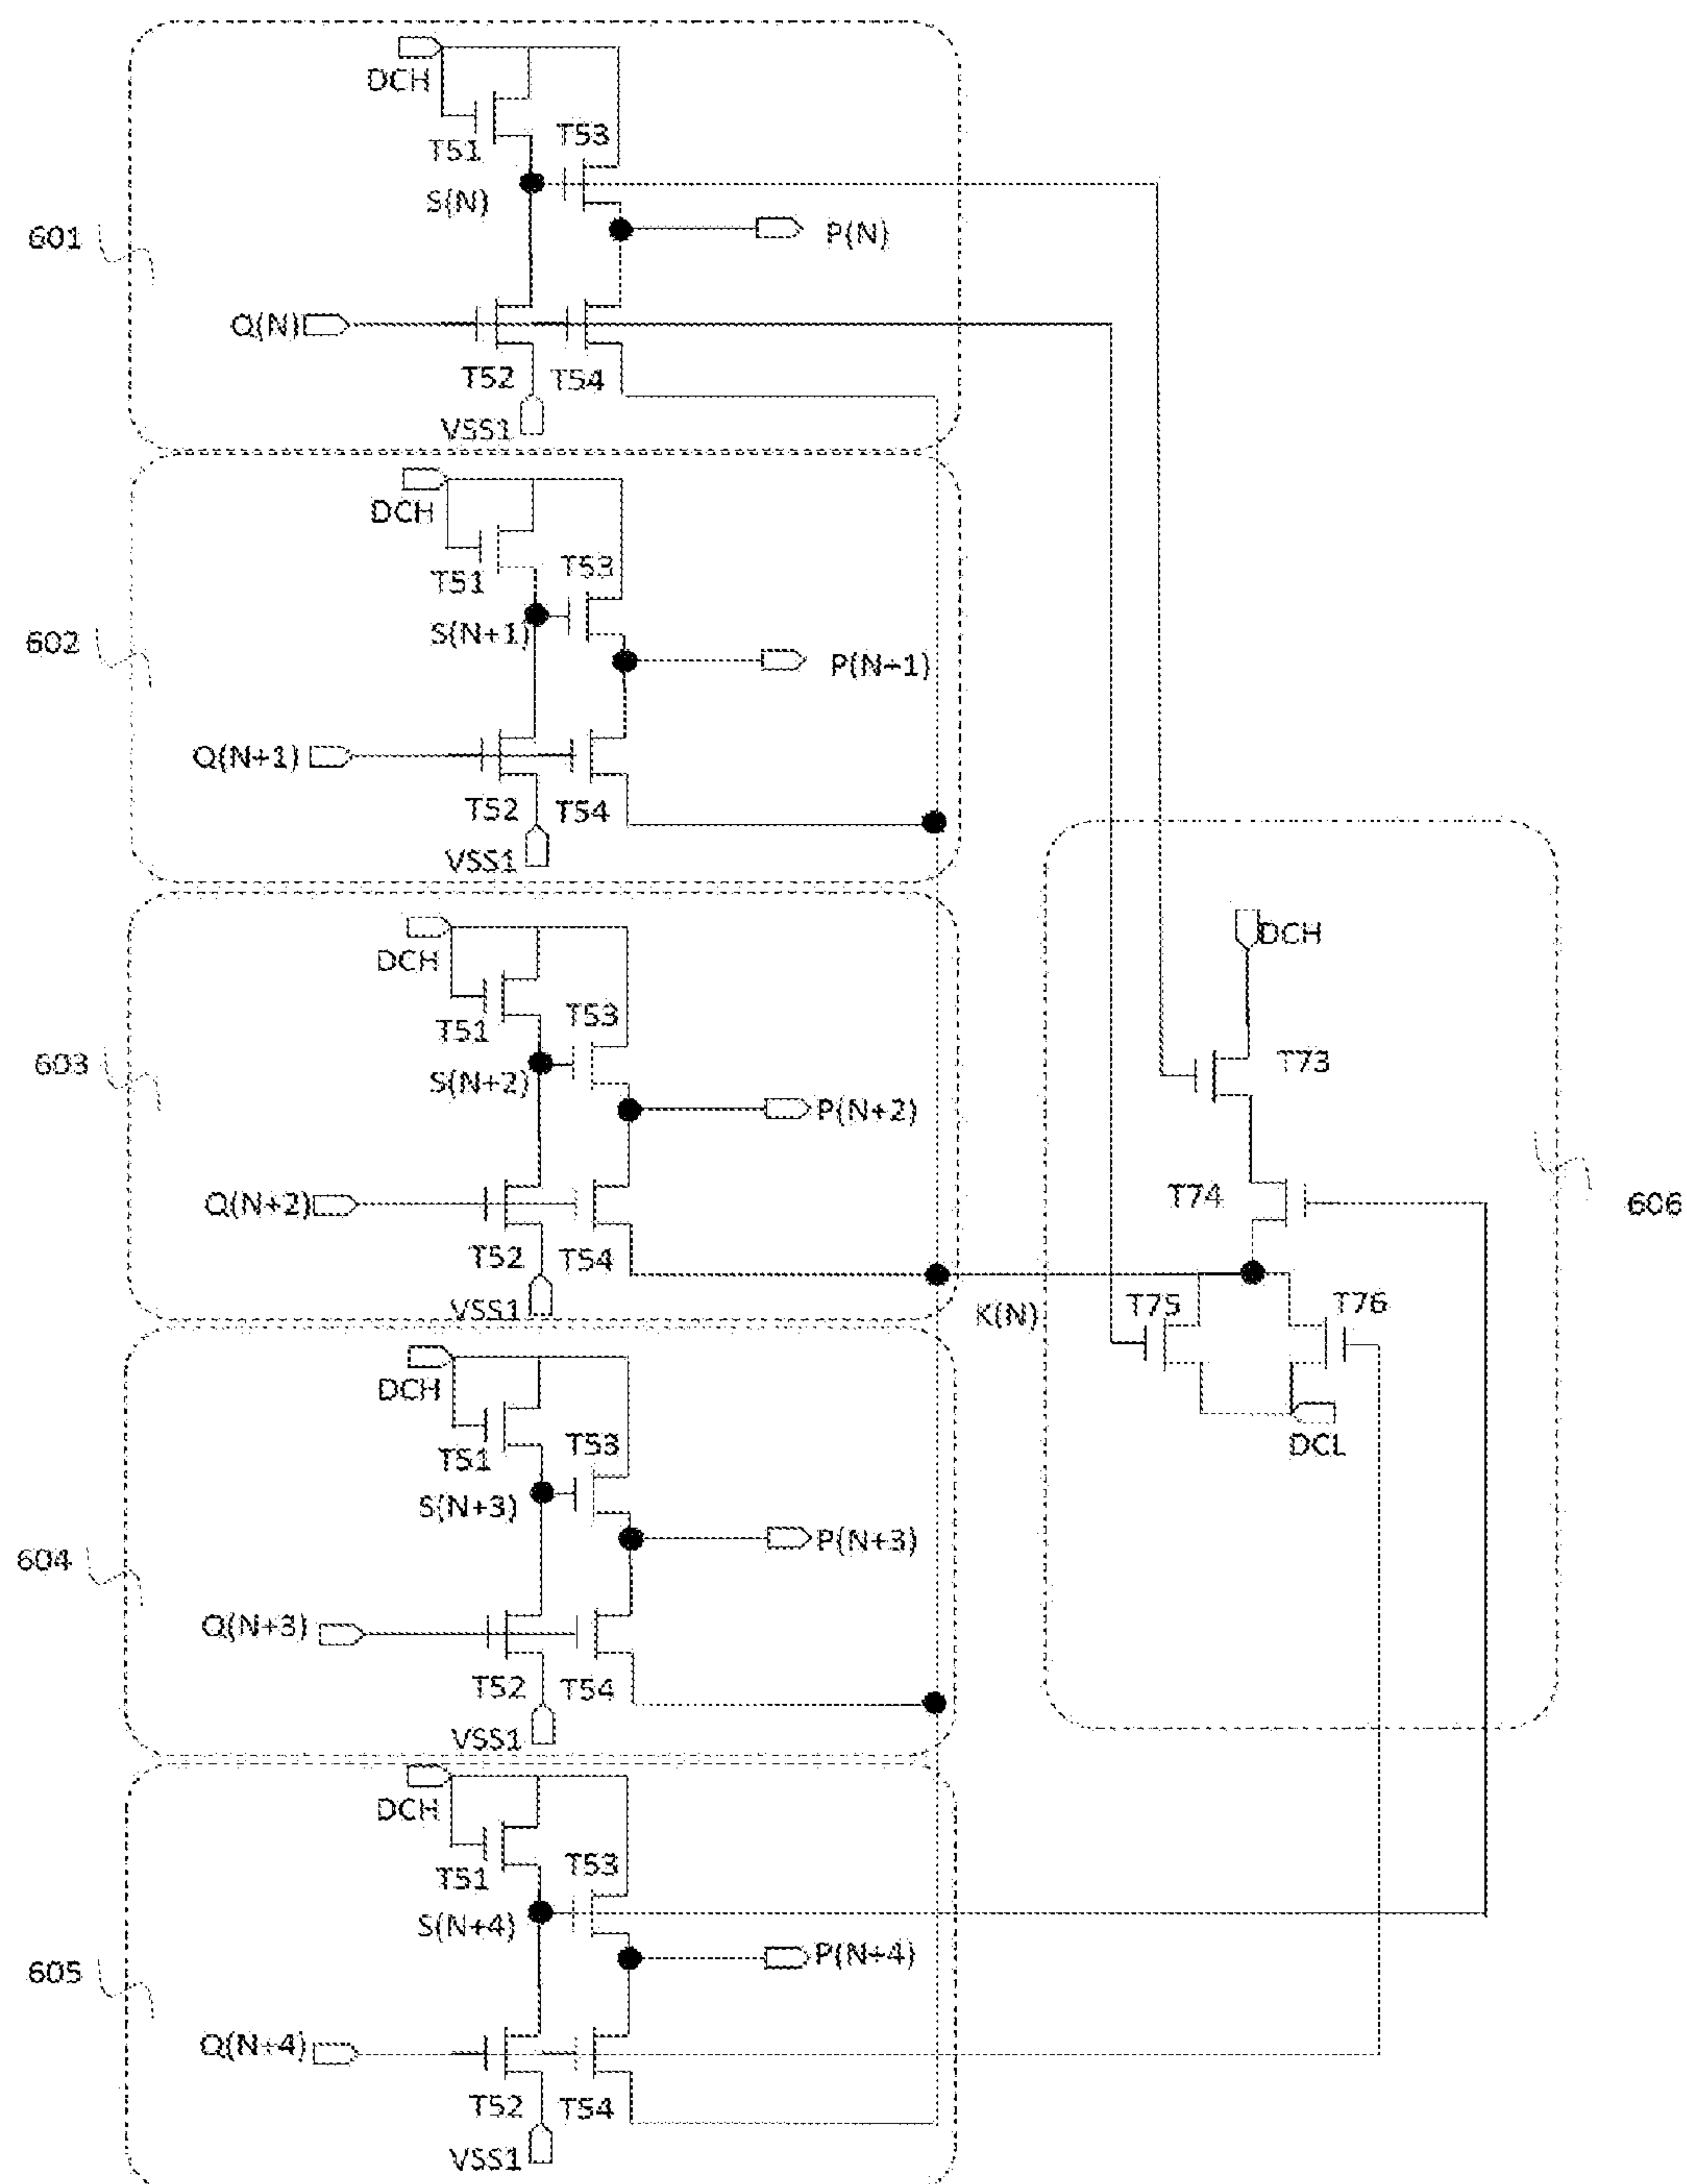 DCH
T51
T53
S(N)
P(N)
601
Q(N)
T52
T54
VSS1
DCH
T51
T53
S(N+1)
P(N+1)
602
Q(N+1)
T52
T54
VSS1
DCH
T51
T53
S(N+2)
P(N+2)
603
Q(N+2)
T52
T54
VSS1
DCH
T73
T74
606
K(N)
T75
T76
DCL
DCH
T51
T53
S(N+3)
P(N+3)
604
Q(N+3)
T52
T54
VSS1
DCH
T51
T53
S(N+4)
P(N+4)
605
Q(N+4)
T52
T54
VSS1